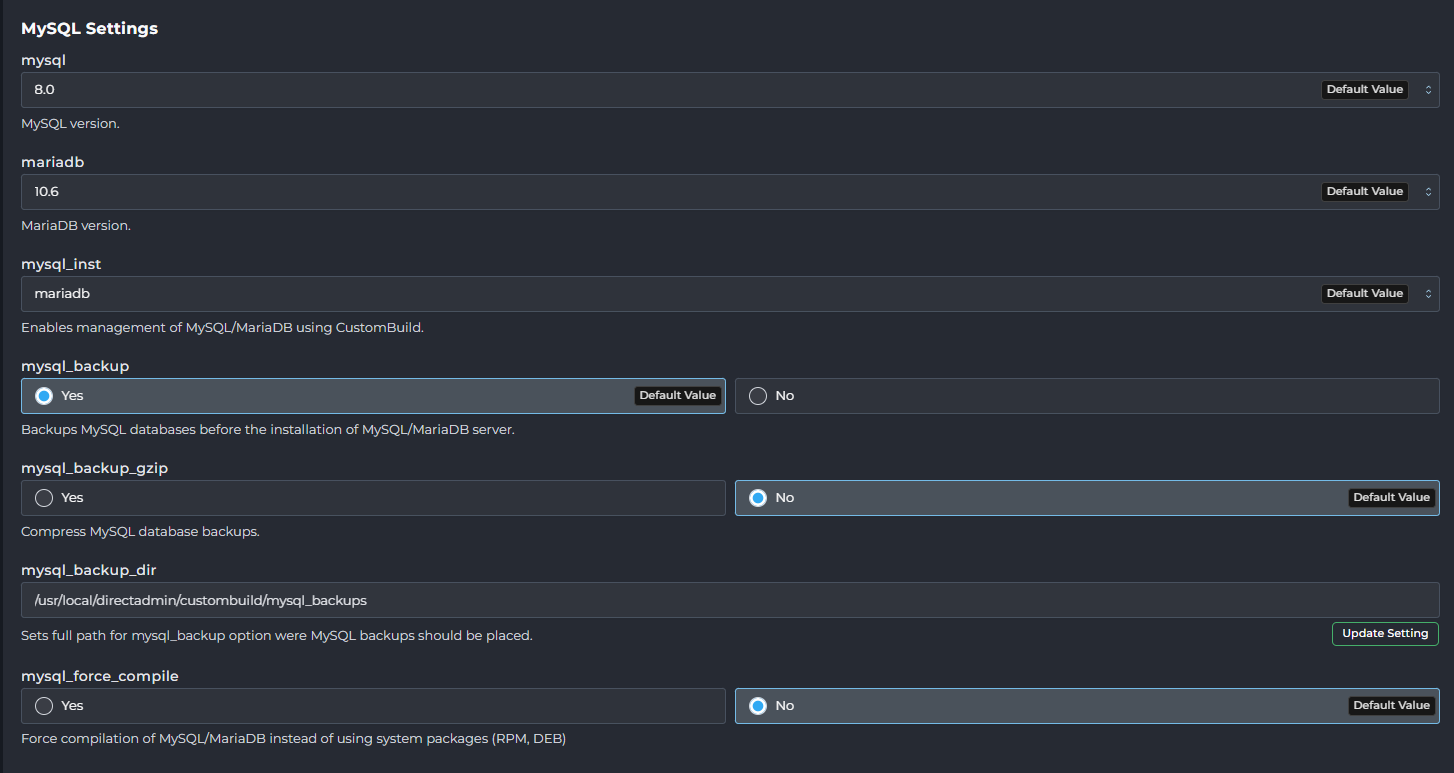 MySQL Settings
mysql
8.0 Default Value
MySQL version.
mariadb
10.6 Default Value
MariaDB version.
mysql_inst
mariadb Default Value
Enables management of MySQL/MariaDB using CustomBuild.
mysql_backup
Yes Default Value No
Backups MySQL databases before the installation of MySQL/MariaDB server.
mysql_backup_gzip
Yes No Default Value
Compress MySQL database backups.
mysql_backup_dir
/usr/local/directadmin/custombuild/mysql_backups
Sets full path for mysql_backup option were MySQL backups should be placed. Update Setting
mysql_force_compile
Yes No Default Value
Force compilation of MySQL/MariaDB instead of using system packages (RPM, DEB)